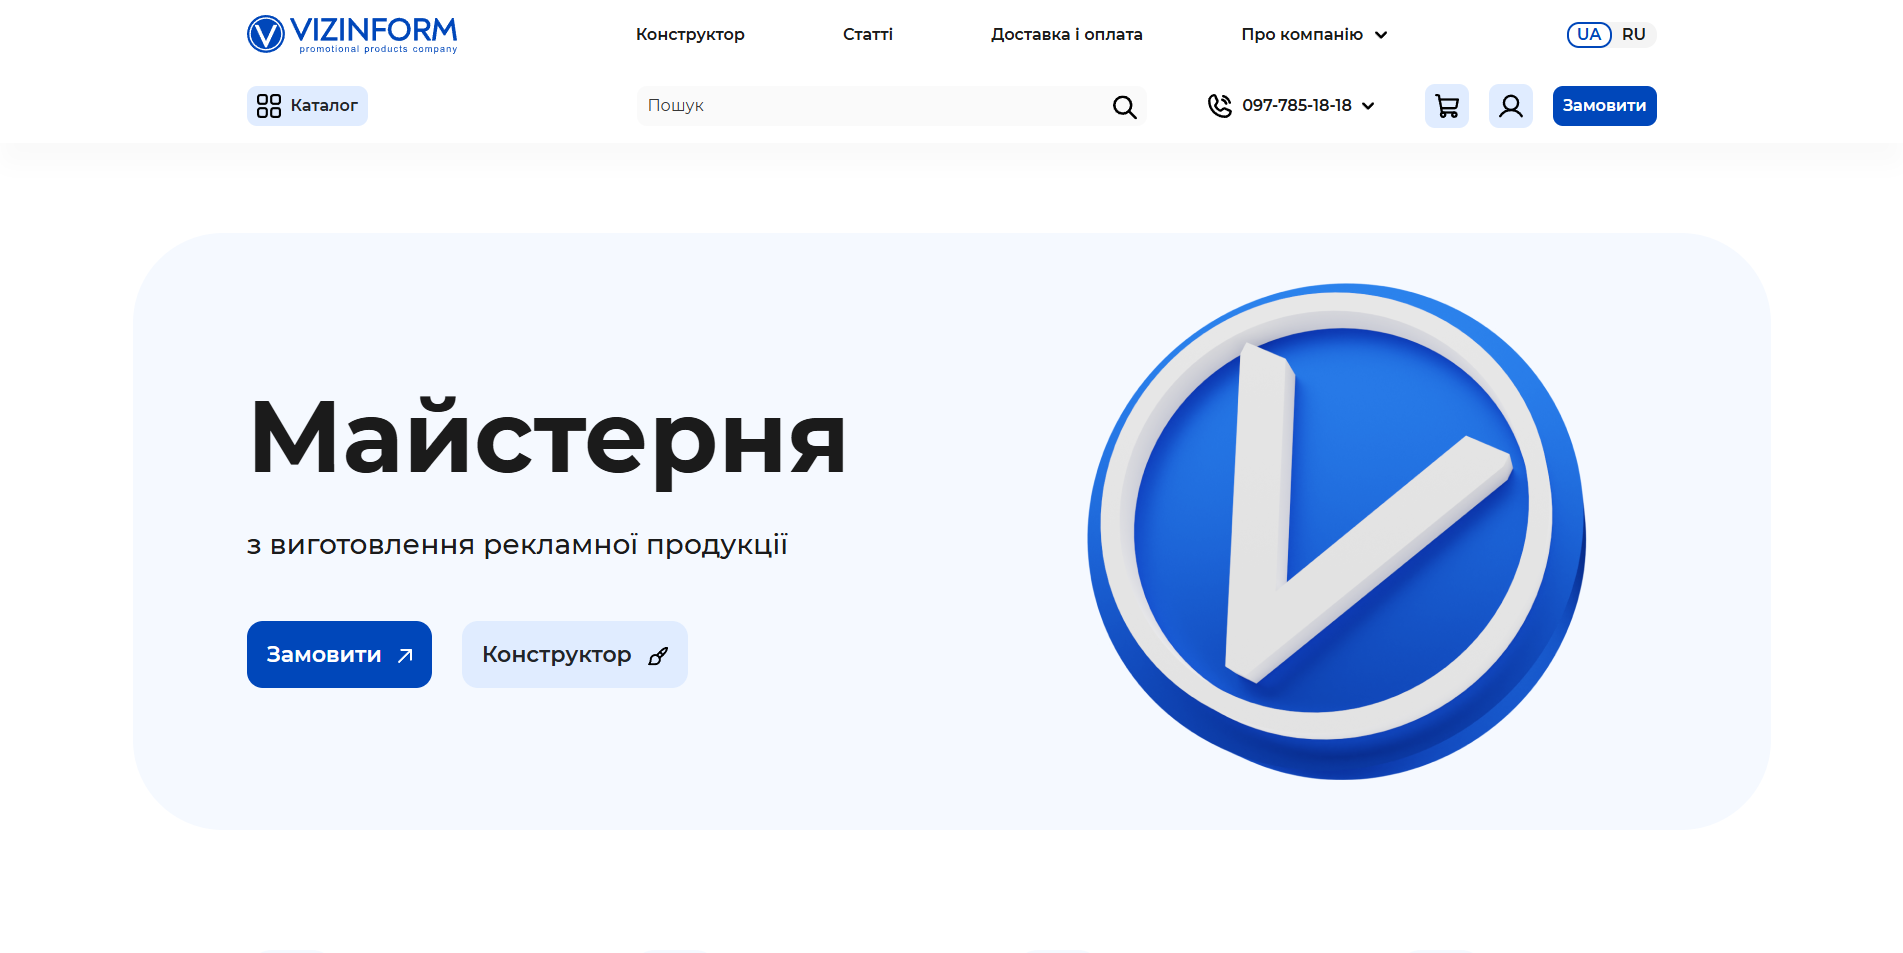 VIZINFORM
promotional products company
Конструктор
Статті
Доставка і оплата
Про компанію
UA RU
Каталог
Пошук
097-785-18-18
Замовити
Майстерня
з виготовлення рекламної продукції
Замовити
Конструктор